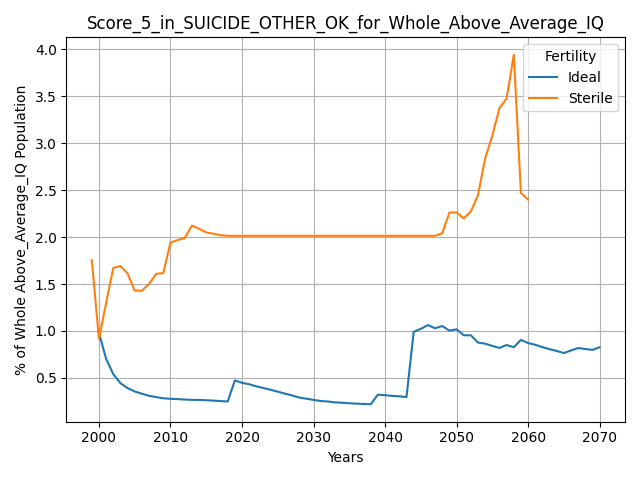 Score_5_in_SUICIDE_OTHER_OK_for_Whole_Above_Average_IQ
% of Whole Above_Average_IQ Population
4.0
3.5
3.0
2.5
2.0
1.5
1.0
0.5
Fertility
Ideal
Sterile
2000 2010 2020 2030 2040 2050 2060 2070
Years